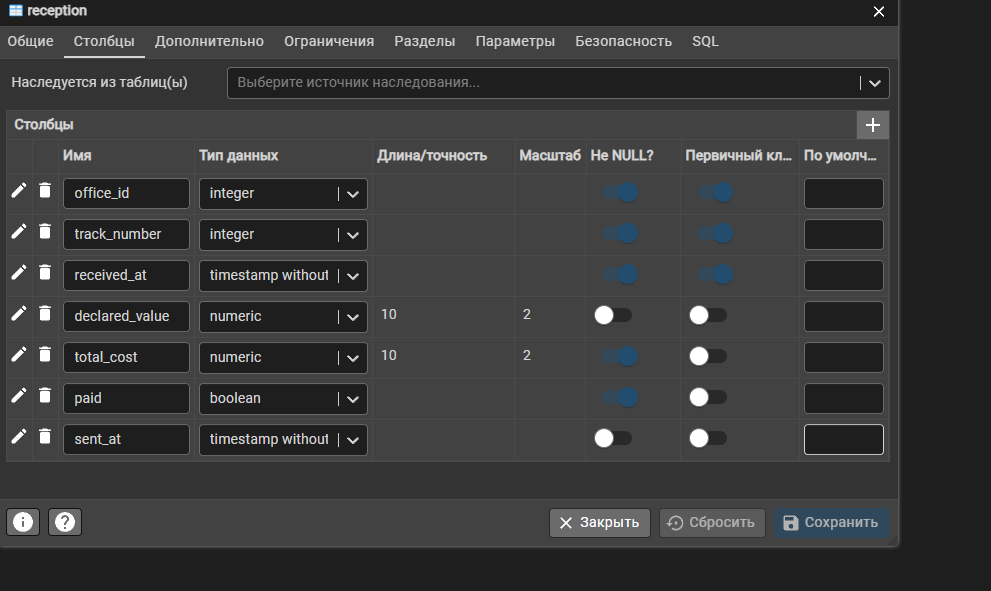 reception
Общие Столбцы Дополнительно Ограничения Разделы Параметры Безопасность SQL
Наследуется из таблиц(ы) Выберите источник наследования...
Столбцы
Имя Тип данных Длина/точность Масштаб Не NULL? Первичный кл... По умолч...
office_id integer
track_number integer
received_at timestamp without
declared_value numeric 10 2
total_cost numeric 10 2
paid boolean
sent_at timestamp without
Закрыть Сбросить Сохранить